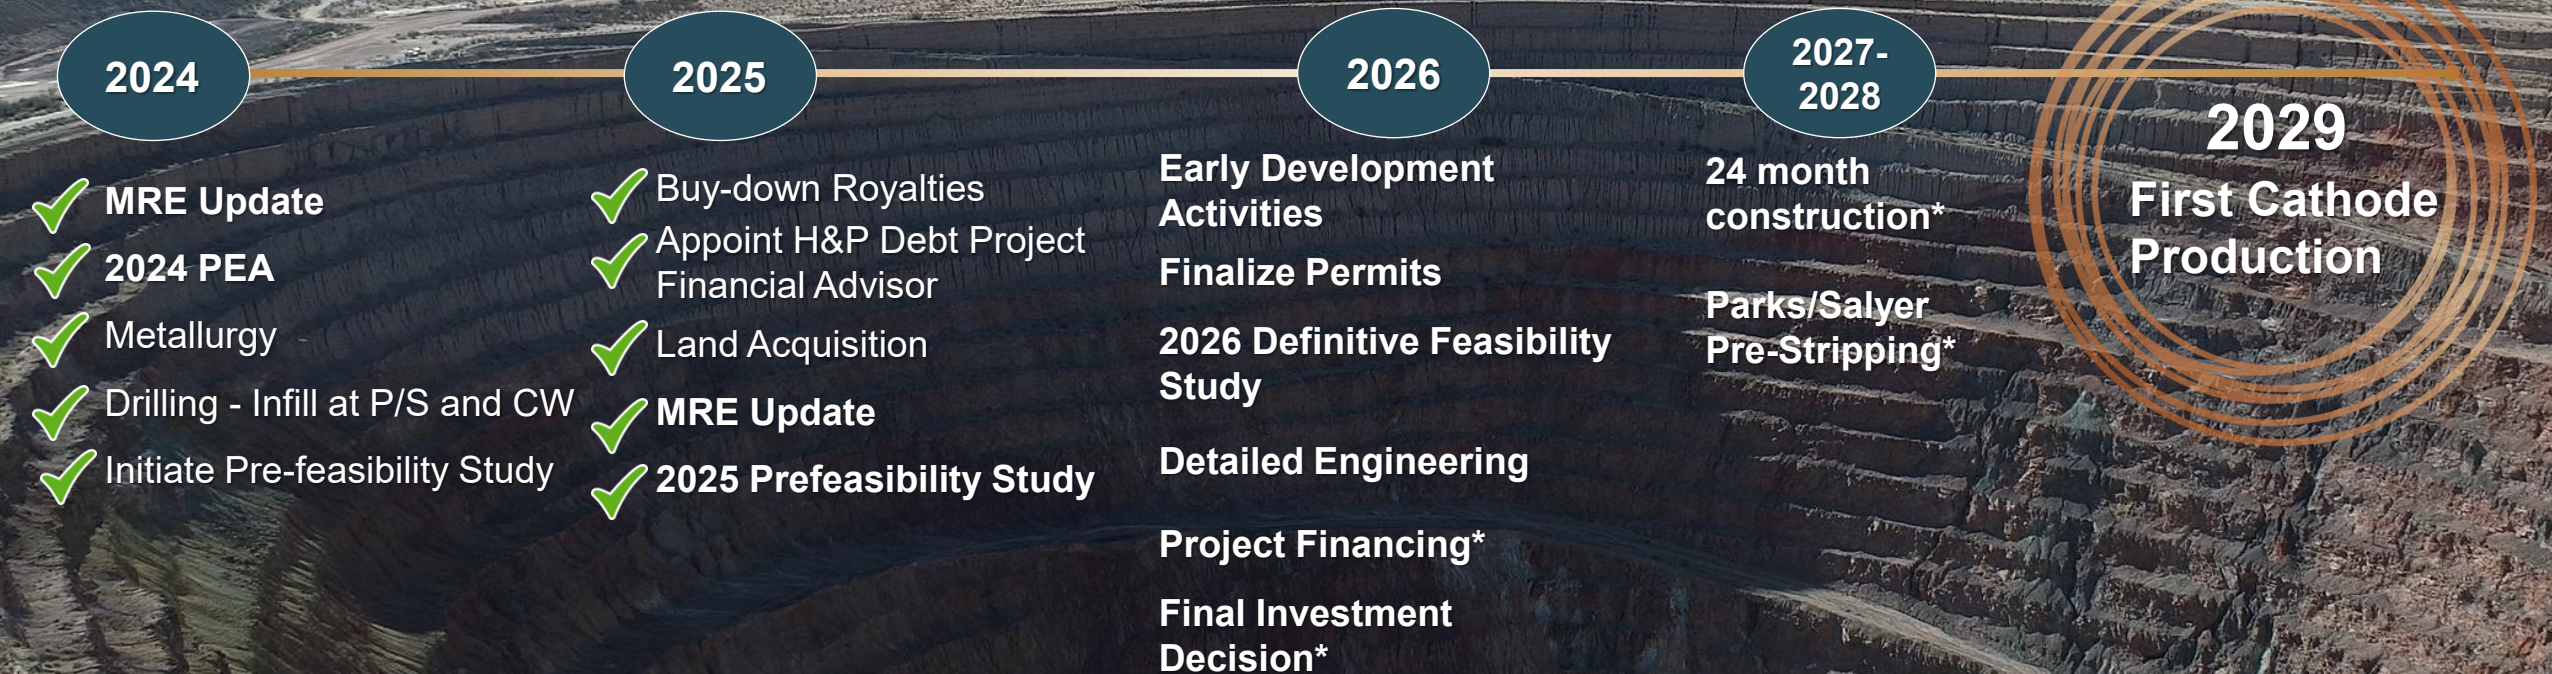 2024
MRE Update
2024 PEA
Metallurgy
Drilling - Infill at P/S and CW
Initiate Pre-feasibility Study
2025
Buy-down Royalties
Appoint H&P Debt Project
Financial Advisor
Land Acquisition
MRE Update
2025 Prefeasibility Study
2026
Early Development
Activities
Finalize Permits
2026 Definitive Feasibility
Study
Detailed Engineering
Project Financing*
Final Investment
Decision*
2027-
2028
24 month
construction*
Parks/Salyer
Pre-Stripping*
2029
First Cathode
Production